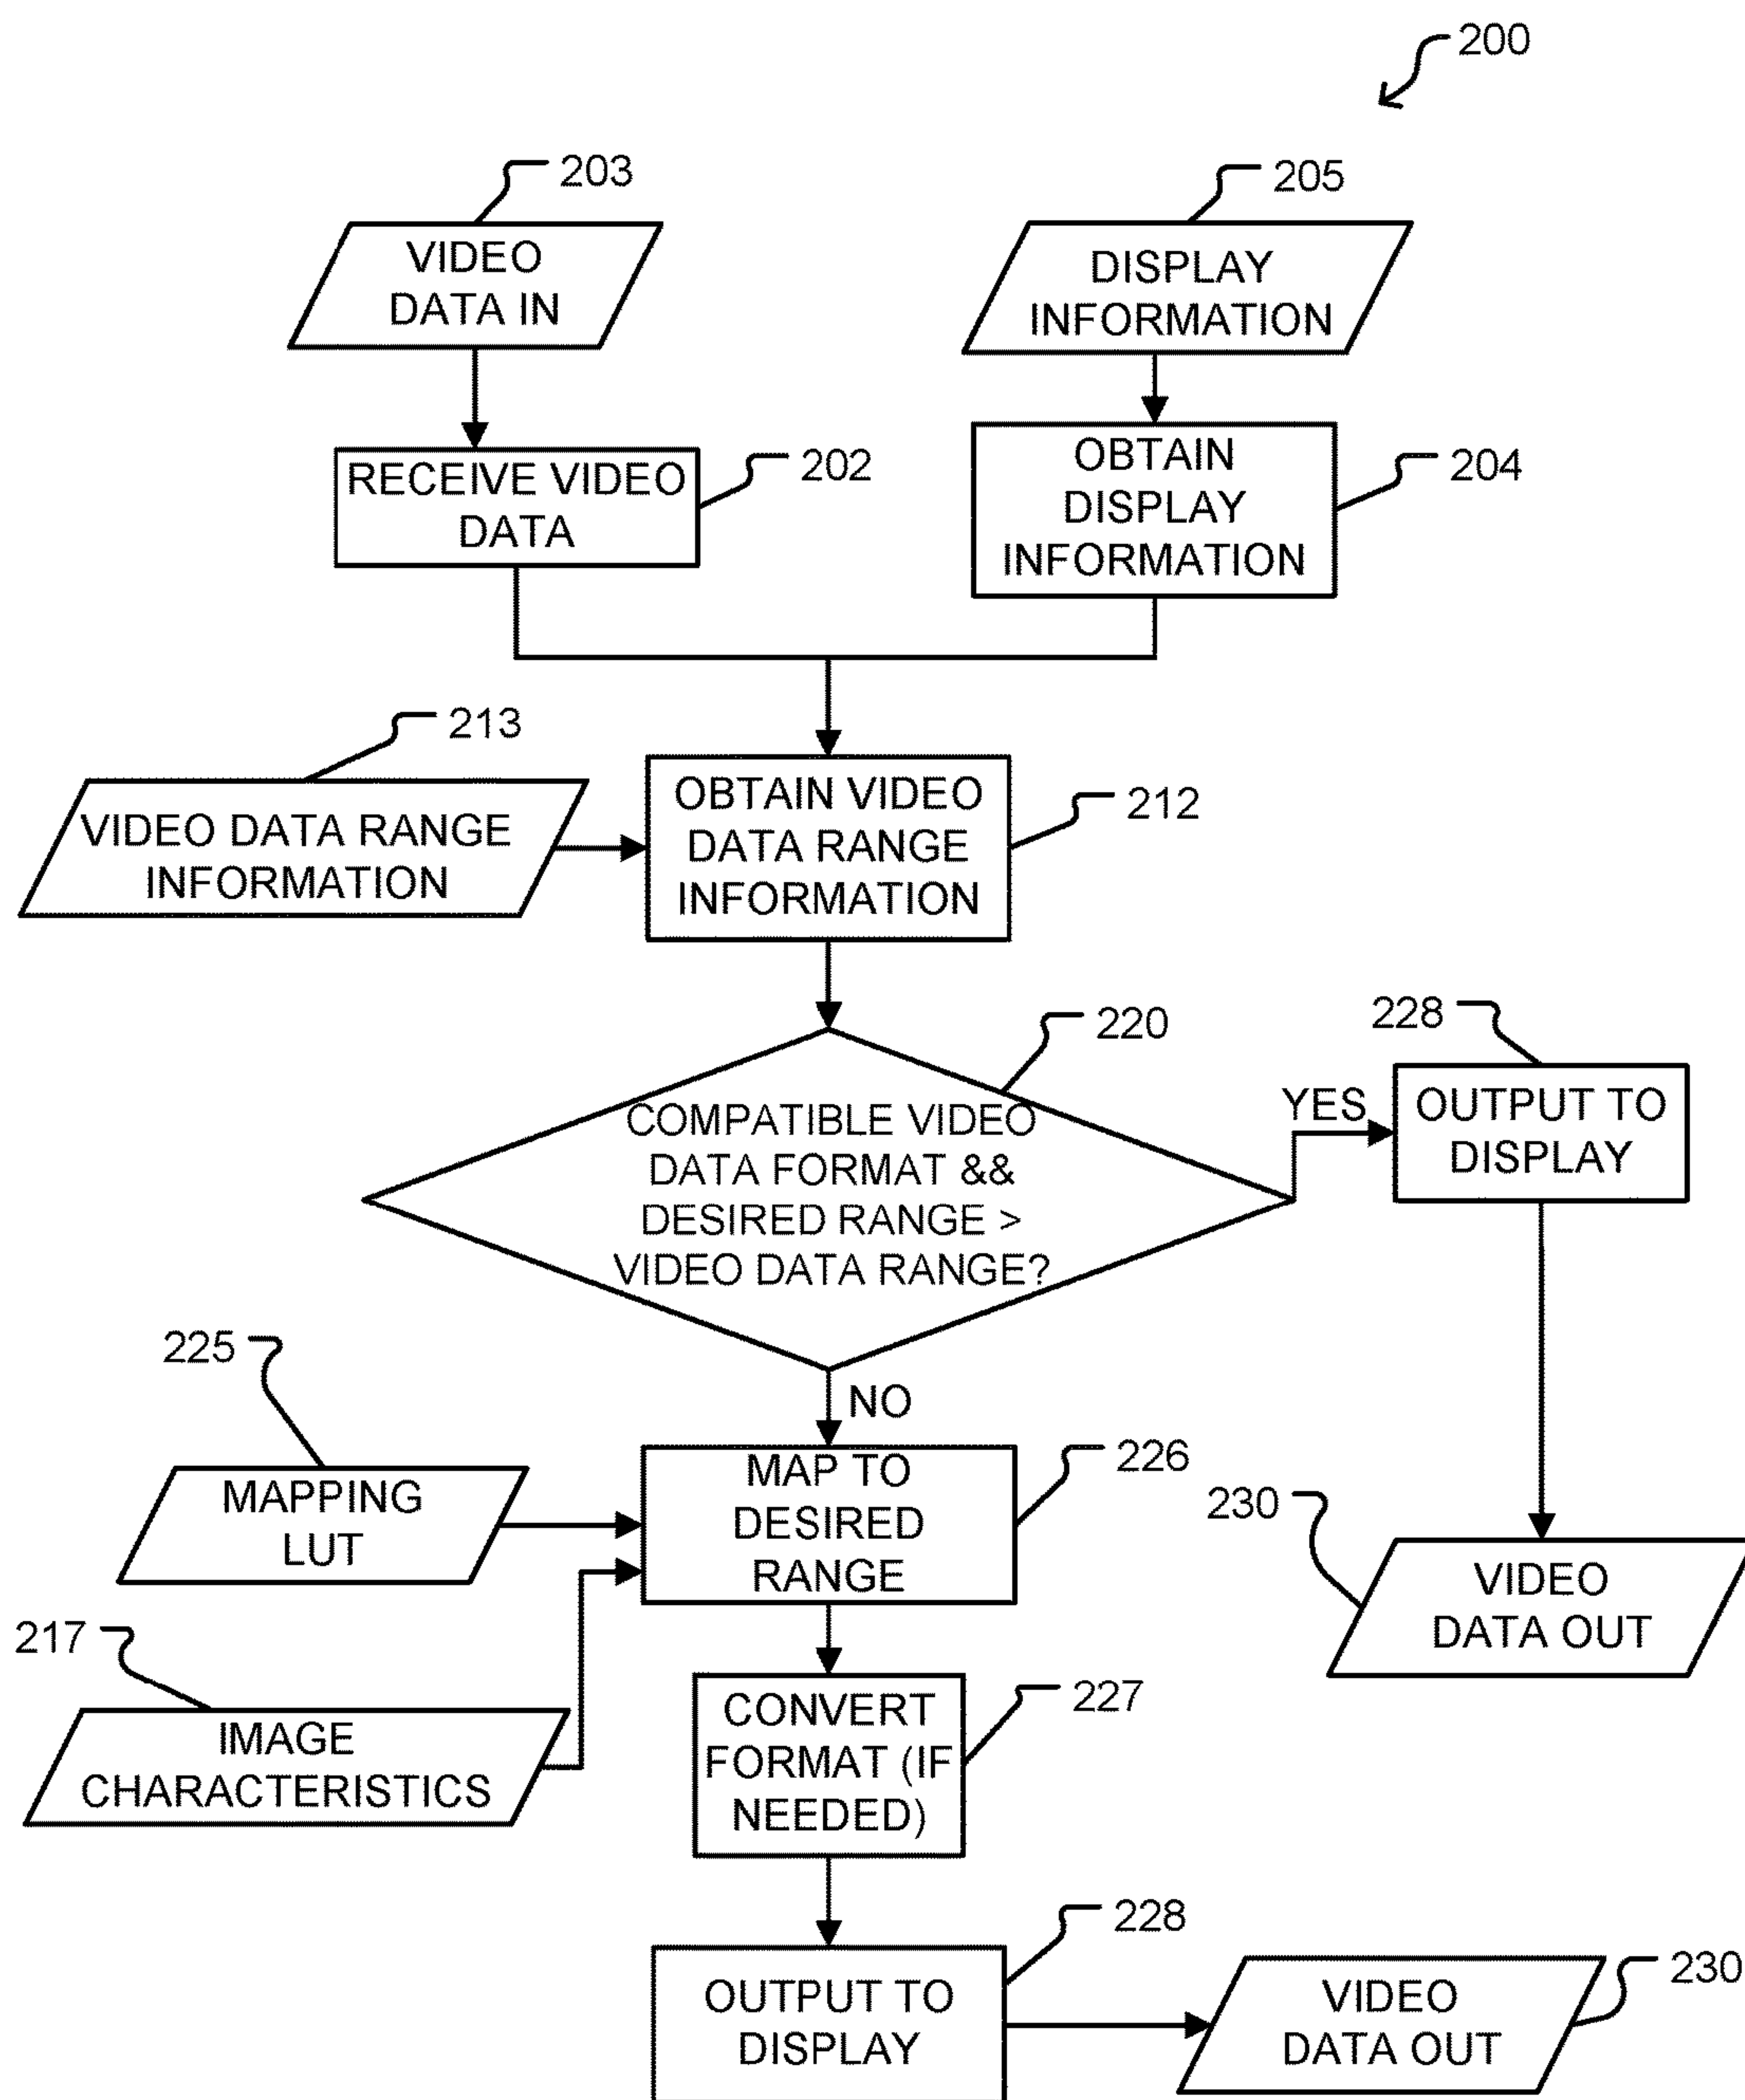 200
203
205
VIDEO
DATA IN
DISPLAY
INFORMATION
RECEIVE VIDEO
DATA
202
OBTAIN
DISPLAY
INFORMATION
204
213
VIDEO DATA RANGE
INFORMATION
OBTAIN VIDEO
DATA RANGE
INFORMATION
212
220
228
COMPATIBLE VIDEO
DATA FORMAT &&
DESIRED RANGE >
VIDEO DATA RANGE?
YES
OUTPUT TO
DISPLAY
225
NO
MAPPING
LUT
MAP TO
DESIRED
RANGE
226
230
VIDEO
DATA OUT
217
IMAGE
CHARACTERISTICS
CONVERT
FORMAT (IF
NEEDED)
227
228
OUTPUT TO
DISPLAY
VIDEO
DATA OUT
230